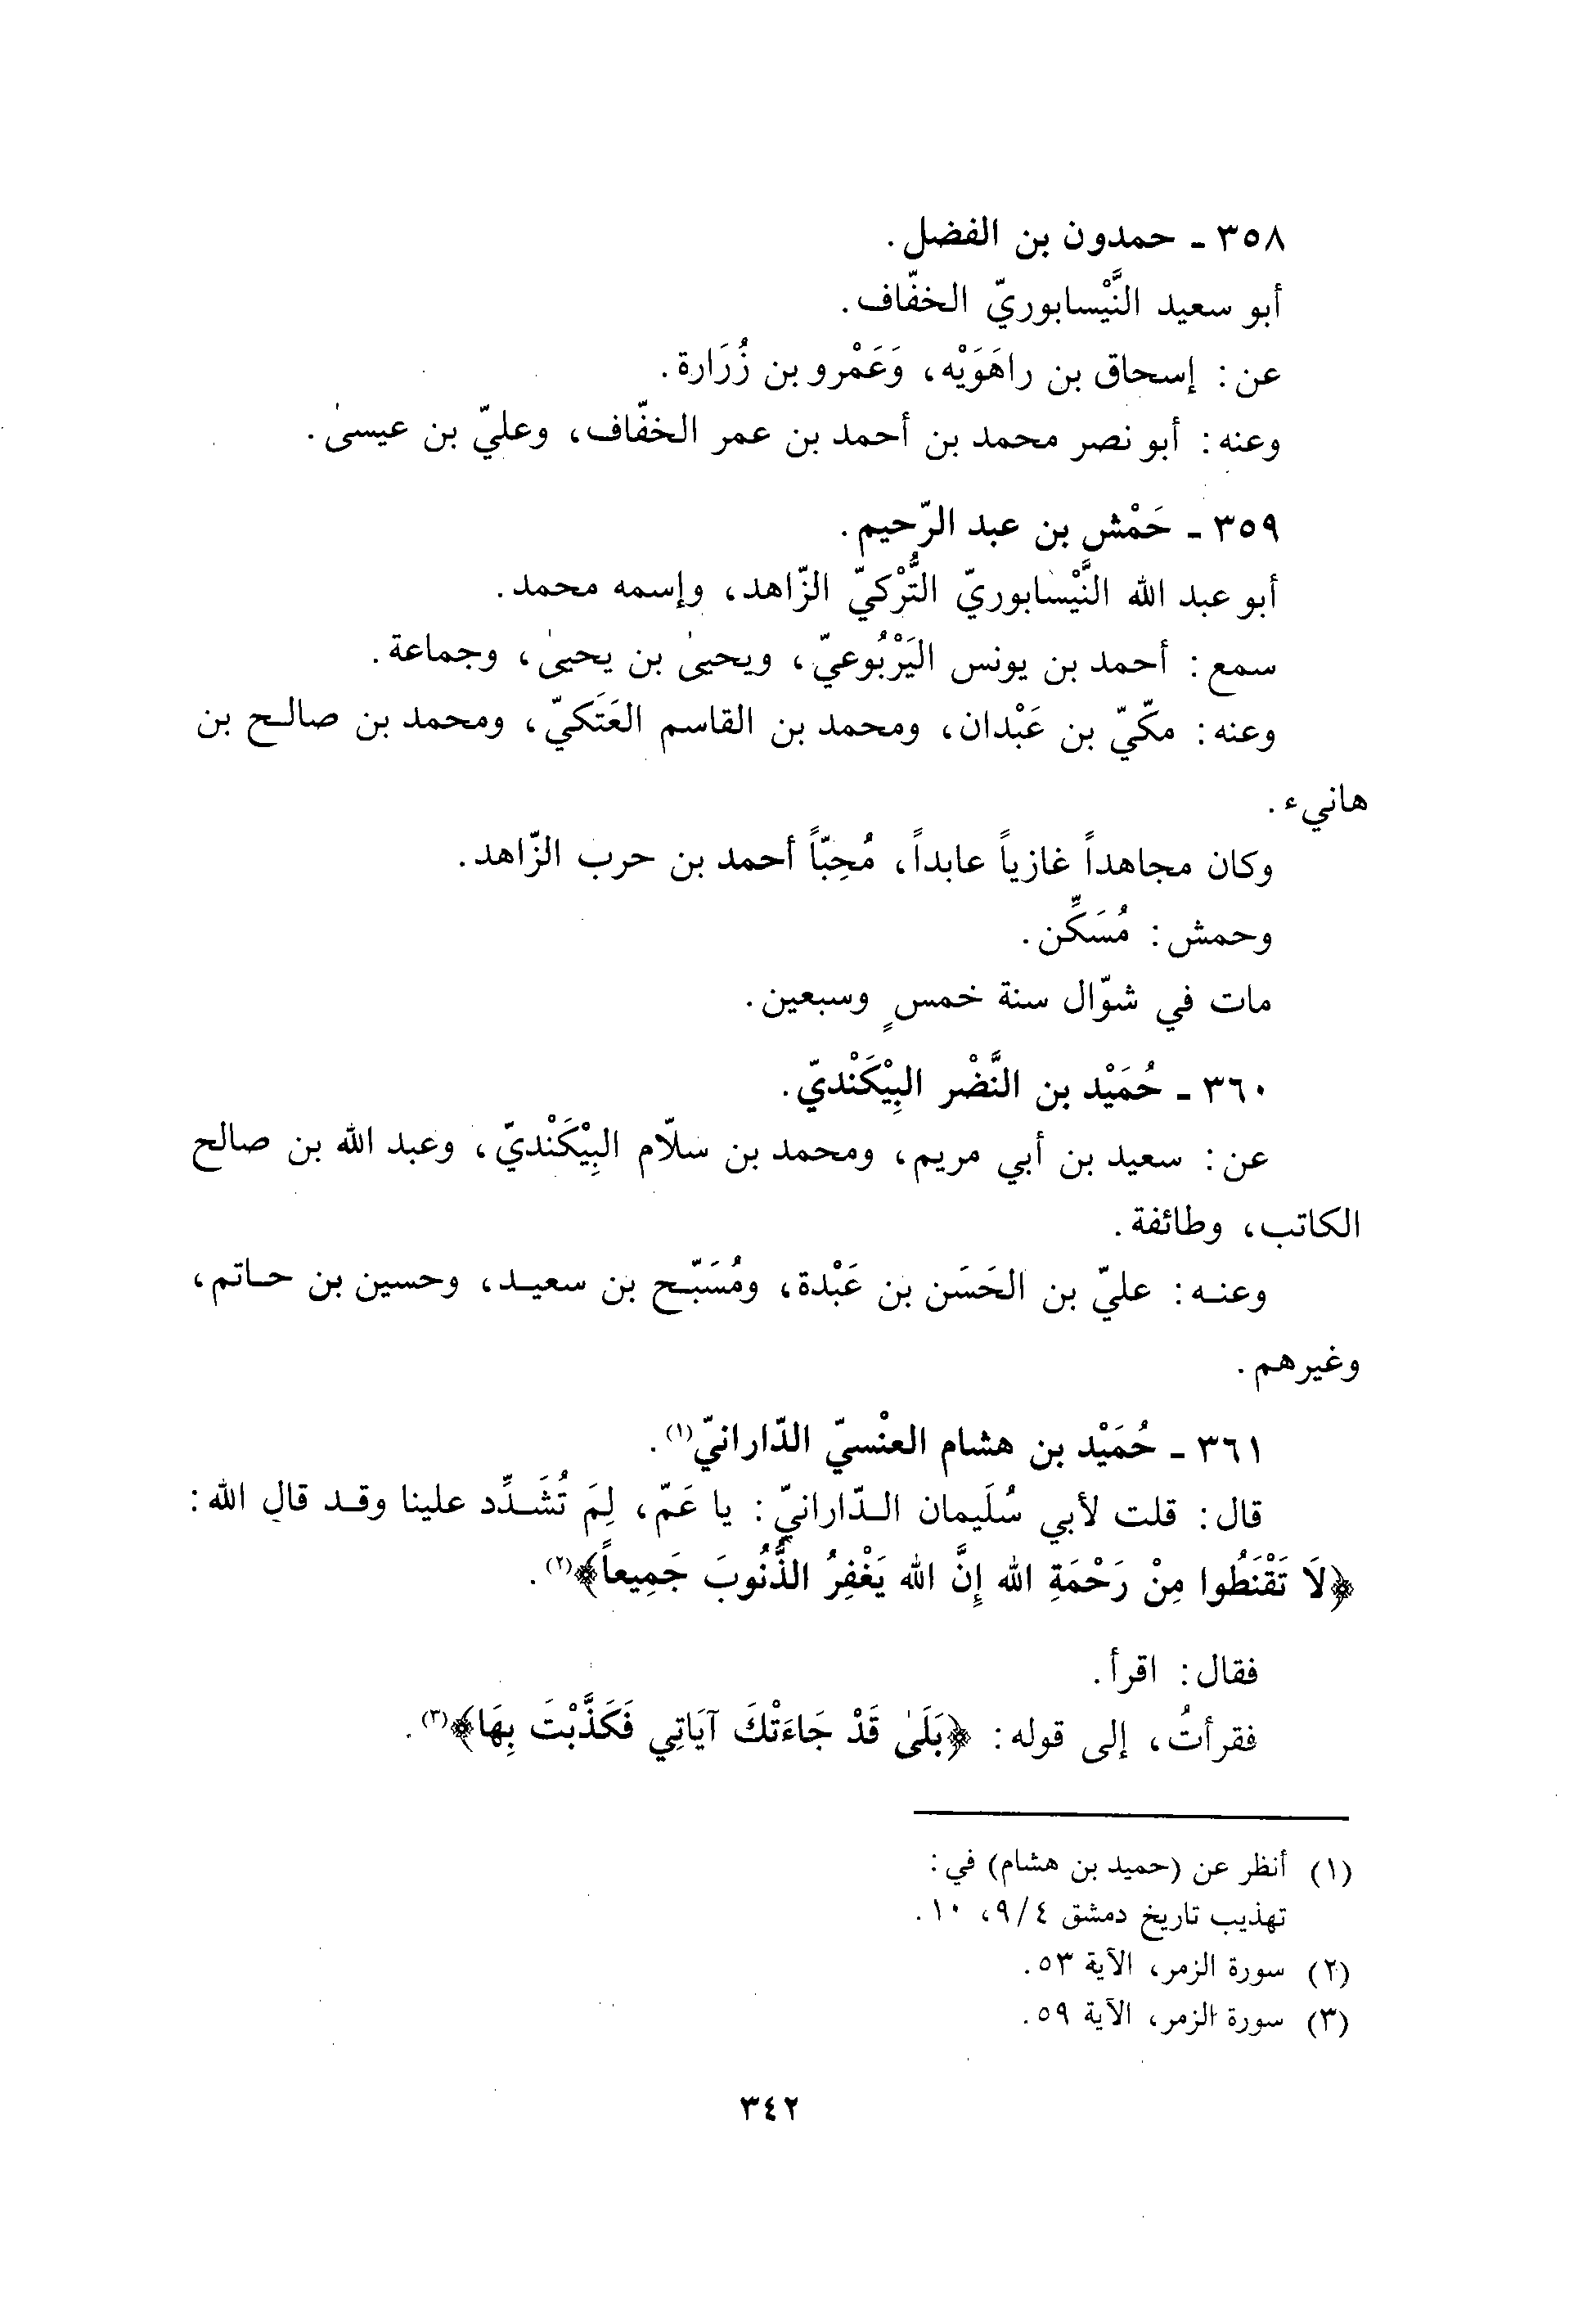 ٣٥٨ - حمدون بن الفضل.
أبو سعيد النَّيْسابوريّ الخفّاف.
عن: إسحاق بن راهَوَيْه، وَعَمْرو بن زُرَارة.
وعنه: أبو نصر محمد بن أحمد بن عمر الخفّاف، وعليّ بن عيسىٰ.
٣٥٩ - حَمْش بن عبد الرّحيم.
أبو عبد الله النَّيْسابوريّ التُّرْكيّ الزّاهد، وإسمه محمد.
سمع: أحمد بن يونس اليَرْبُوعيّ، ويحيىٰ بن يحيىٰ، وجماعة.
وعنه: مكّيّ بن عَبْدان، ومحمد بن القاسم العَتَكيّ، ومحمد بن صالح بن
هانيء.
وكان مجاهداً غازياً عابداً، مُحِبّاً أحمد بن حرب الزّاهد.
وحمش: مُسَكِّن.
مات في شوّال سنة خمسٍ وسبعين.
٣٦٠ - حُمَيْد بن النَّضْر البِيْكَنْديّ.
عن: سعيد بن أبي مريم، ومحمد بن سلّام البِيْكَنْديّ، وعبد الله بن صالح
الكاتب، وطائفة.
وعنه: عليّ بن الحَسَن بن عَبْدة، ومُسَبّح بن سعيد، وحسين بن حاتم،
وغيرهم.
٣٦١ - حُمَيْد بن هشام العنْسيّ الدّارانيّ(١).
قال: قلت لأبي سُلَيمان الدّارانيّ: يا عَمّ، لِمَ تُشَدِّد علينا وقد قال الله:
﴿لَا تَقْنَطُوا مِنْ رَحْمَةِ الله إِنَّ الله يَغْفِرُ الذُّنُوبَ جَمِيعاً﴾(٢).
فقال: اقرأ.
فقرأتُ، إلى قوله: ﴿بَلَىٰ قَدْ جَاءَتْكَ آيَاتِي فَكَذَّبْتَ بِهَا﴾(٣).
(١) أنظر عن (حميد بن هشام) في:
تهذيب تاريخ دمشق ٤/٩، ١٠.
(٢) سورة الزمر، الآية ٥٣.
(٣) سورة الزمر، الآية ٥٩.
٣٤٢